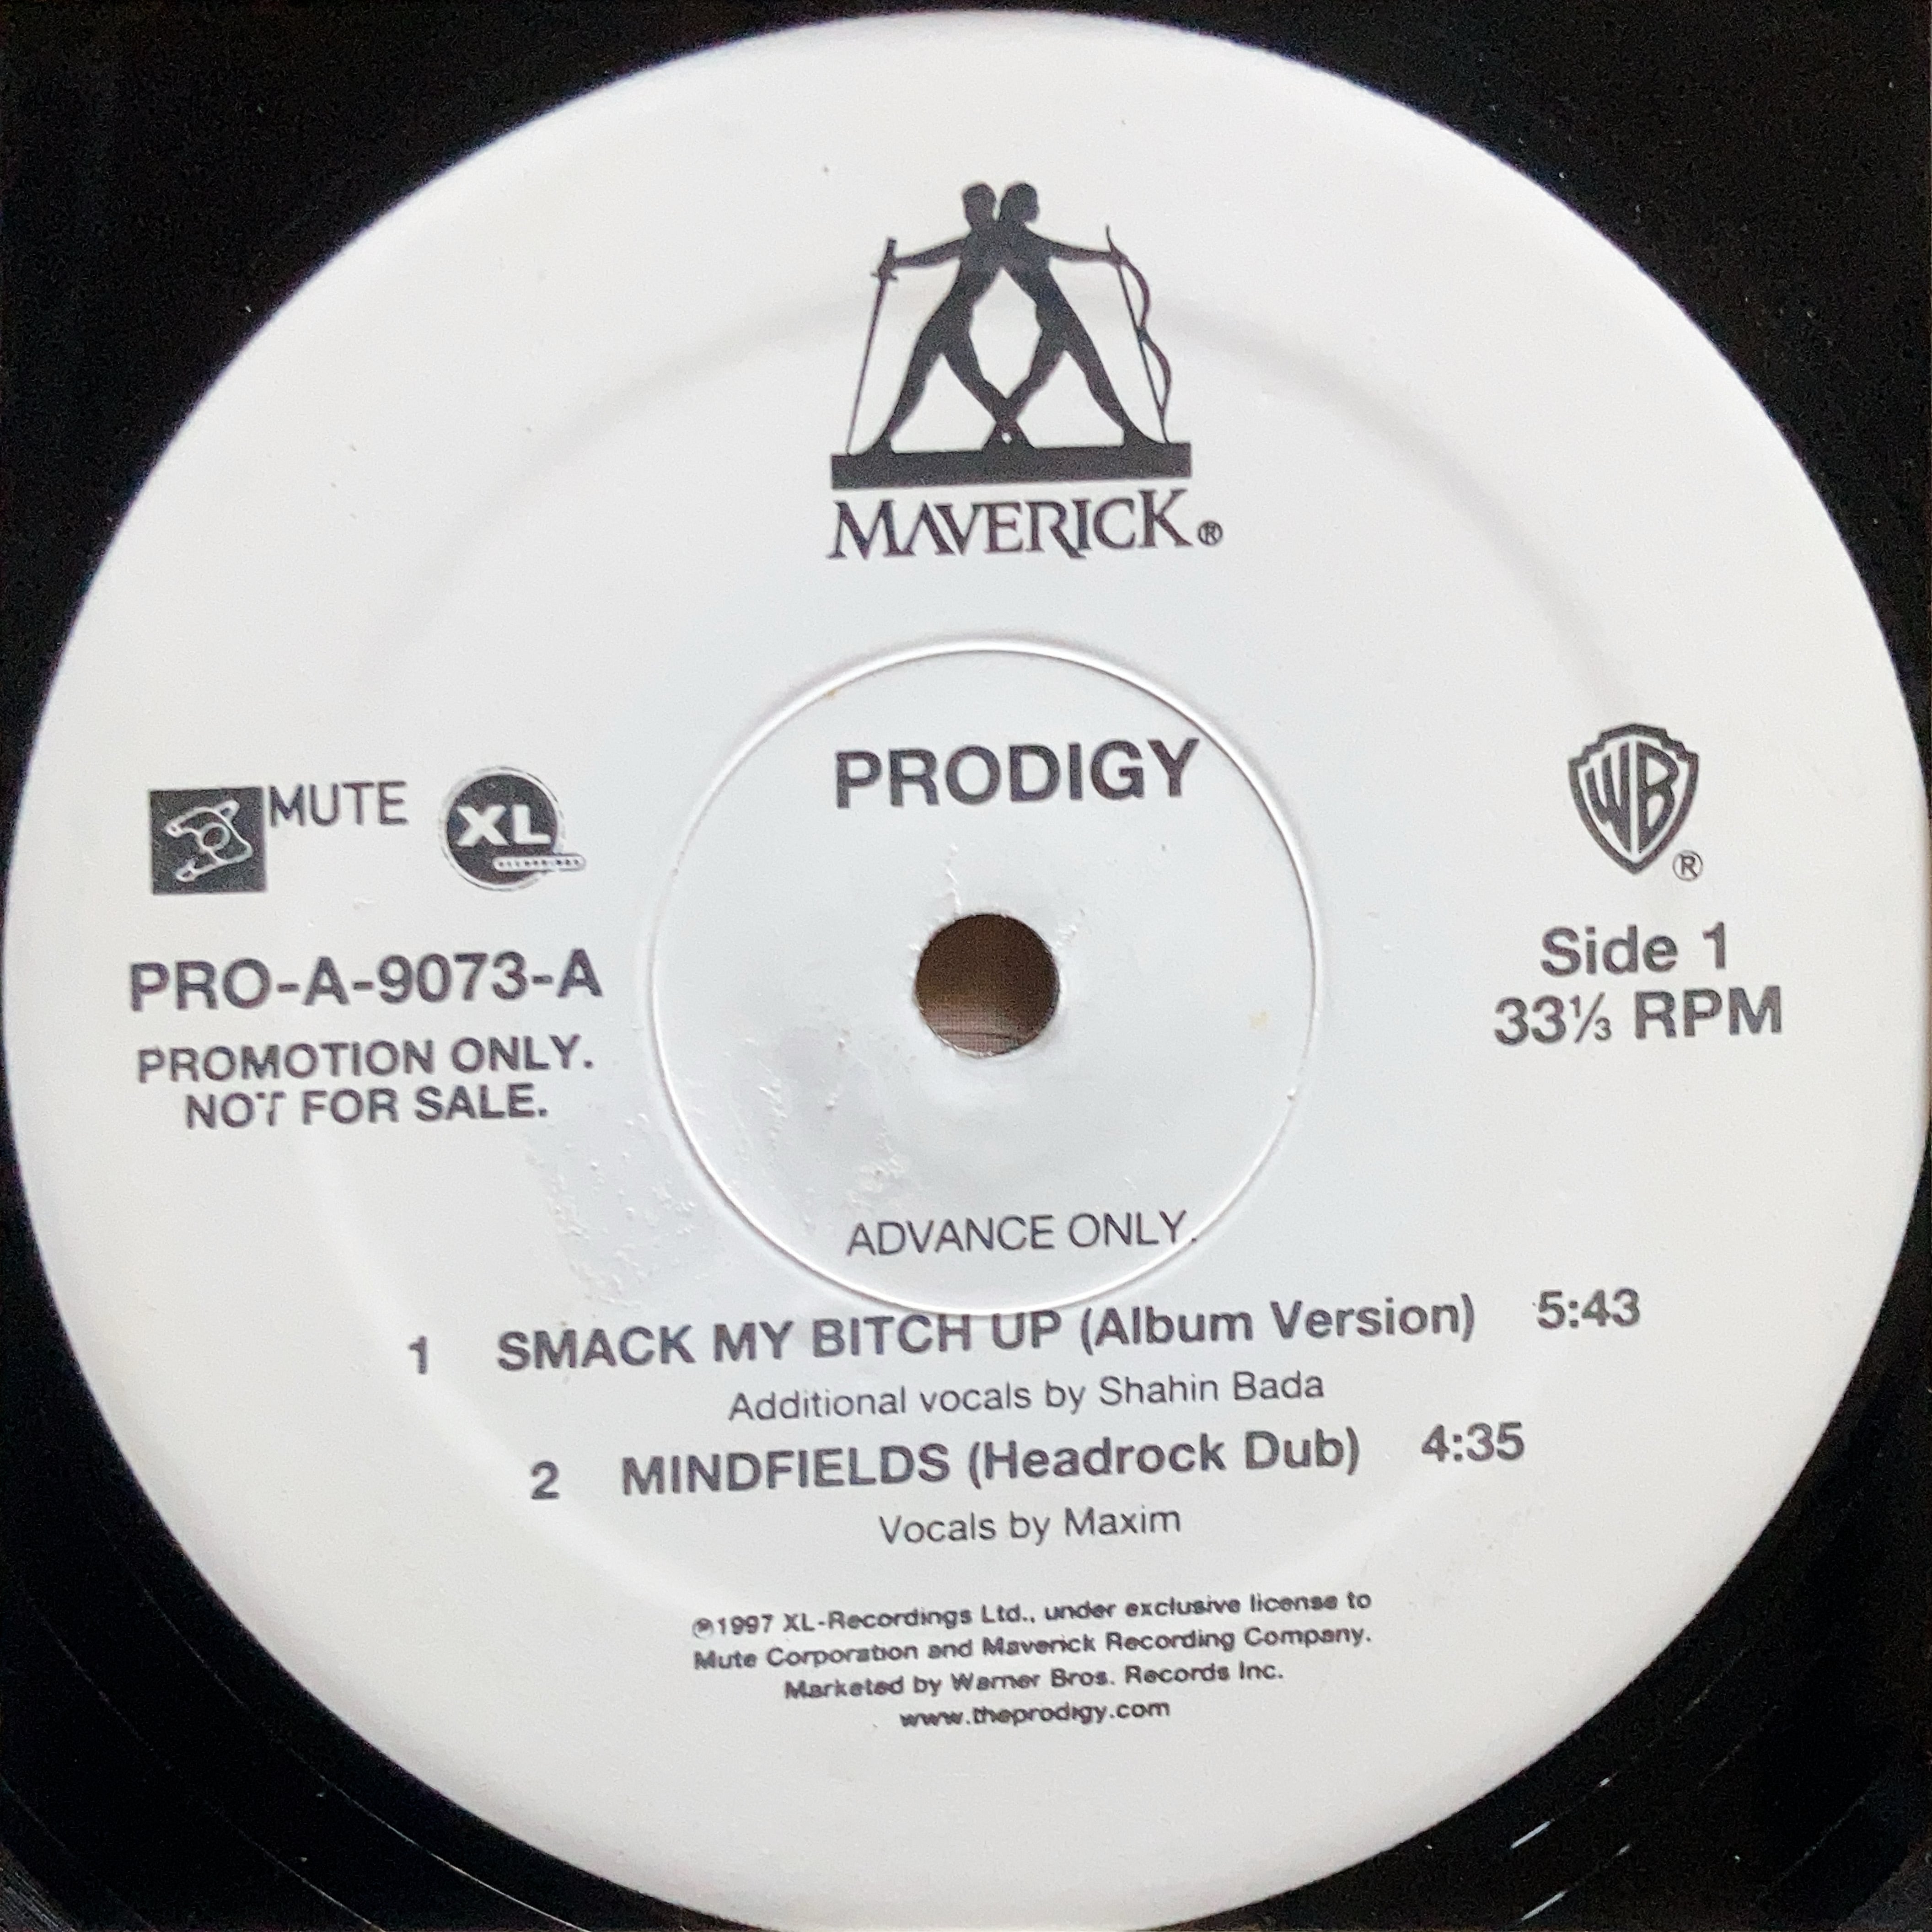 MAVERICK®
PRODIGY
MUTE
XL
RECORDINGS
PRO-A-9073-A
PROMOTION ONLY.
NOT FOR SALE.
WB®
Side 1
33⅓ RPM
ADVANCE ONLY.
1 SMACK MY BITCH UP (Album Version) 5:43
Additional vocals by Shahin Bada
2 MINDFIELDS (Headrock Dub) 4:35
Vocals by Maxim
℗1997 XL-Recordings Ltd., under exclusive license to
Mute Corporation and Maverick Recording Company.
Marketed by Warner Bros. Records Inc.
www.theprodigy.com